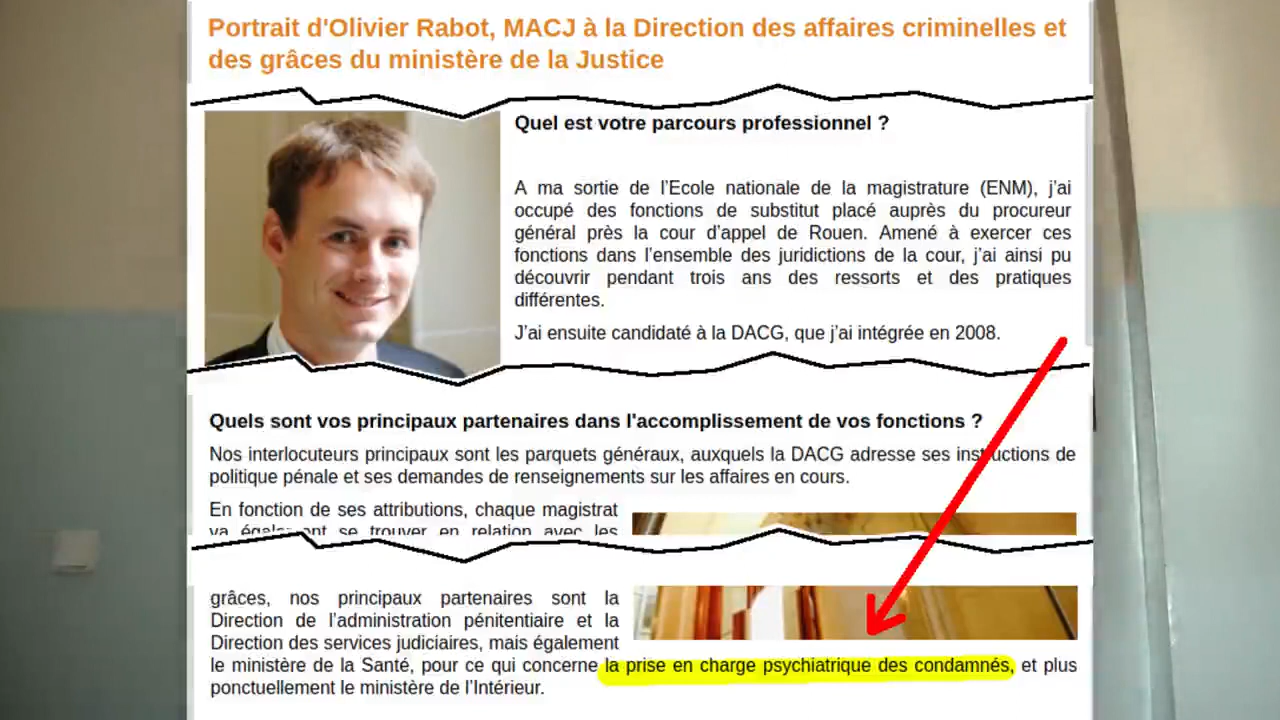 Portrait d'Olivier Rabot, MACJ à la Direction des affaires criminelles et
des grâces du ministère de la Justice
Quel est votre parcours professionnel ?
A ma sortie de l'Ecole nationale de la magistrature (ENM), j'ai
occupé des fonctions de substitut placé auprès du procureur
général près la cour d'appel de Rouen. Amené à exercer ces
fonctions dans l'ensemble des juridictions de la cour, j'ai ainsi pu
découvrir pendant trois ans des ressorts et des pratiques
différentes.
J'ai ensuite candidaté à la DACG, que j'ai intégrée en 2008.
Quels sont vos principaux partenaires dans l'accomplissement de vos fonctions ?
Nos interlocuteurs principaux sont les parquets généraux, auxquels la DACG adresse ses instructions de
politique pénale et ses demandes de renseignements sur les affaires en cours.
En fonction de ses attributions, chaque magistrat
va également se trouver en relation avec les
grâces, nos principaux partenaires sont la
Direction de l'administration pénitentiaire et la
Direction des services judiciaires, mais également
le ministère de la Santé, pour ce qui concerne la prise en charge psychiatrique des condamnés, et plus
ponctuellement le ministère de l'Intérieur.